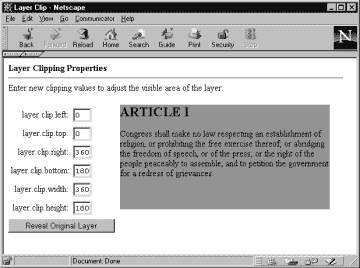 Layer Clip - Netscape
File Edit View Go Communicator Help
Back Forward Reload Home Search Guide Print Security Stop
N
Layer Clipping Properties
Enter new clipping values to adjust the visible area of the layer.
layer.clip.left: 0
layer.clip.top: 0
layer.clip.right: 360
layer.clip.bottom: 180
layer.clip.width: 360
layer.clip.height: 180
Reveal Original Layer
ARTICLE I
Congress shall make no law respecting an establishment of
religion, or prohibiting the free exercise thereof; or abridging
the freedom of speech, or of the press; or the right of the
people peaceably to assemble, and to petition the government
for a redress of grievances.
Document: Done